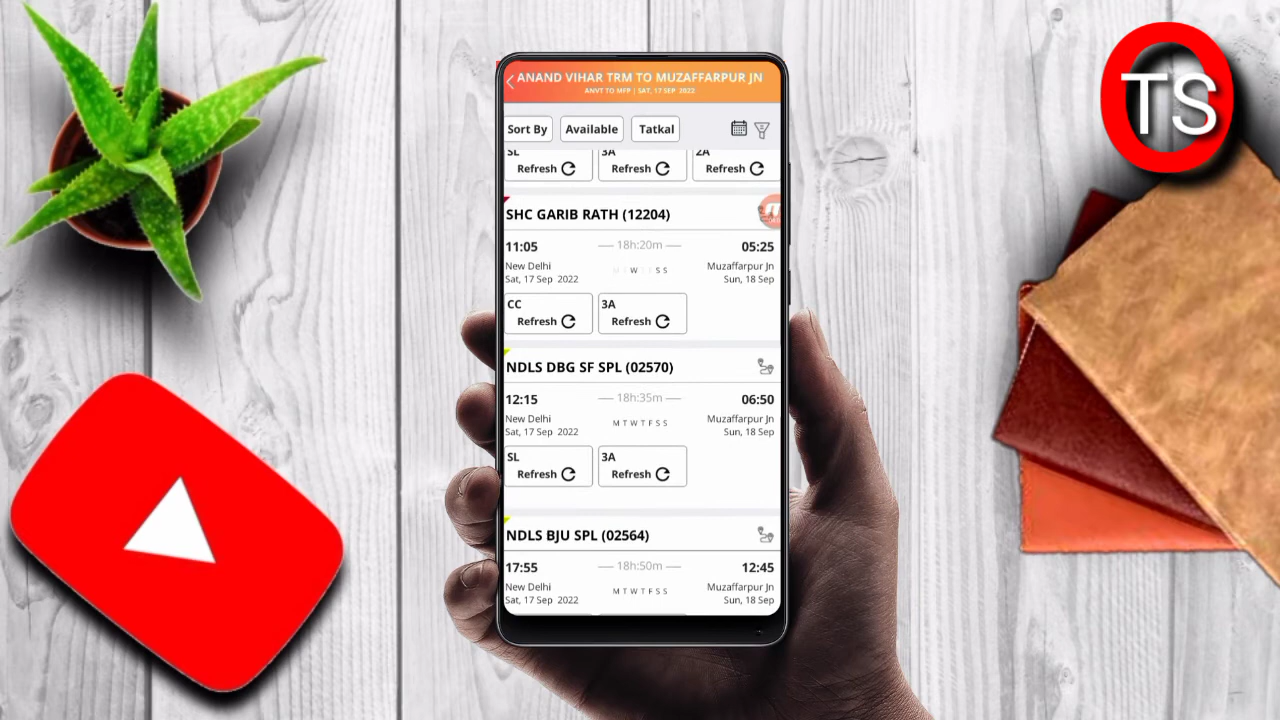 ANAND VIHAR TRM TO MUZAFFARPUR JN
ANVT TO MFP | SAT, 17 SEP 2022
Sort By Available Tatkal
SL 3A 2A
Refresh Refresh Refresh
SHC GARIB RATH (12204)
11:05 — 18h:20m — 05:25
New Delhi Muzaffarpur Jn
W S S
Sat, 17 Sep 2022 Sun, 18 Sep
CC 3A
Refresh Refresh
NDLS DBG SF SPL (02570)
12:15 — 18h:35m — 06:50
New Delhi Muzaffarpur Jn
M T W T F S S
Sat, 17 Sep 2022 Sun, 18 Sep
SL 3A
Refresh Refresh
NDLS BJU SPL (02564)
17:55 — 18h:50m — 12:45
New Delhi Muzaffarpur Jn
M T W T F S S
Sat, 17 Sep 2022 Sun, 18 Sep
TS